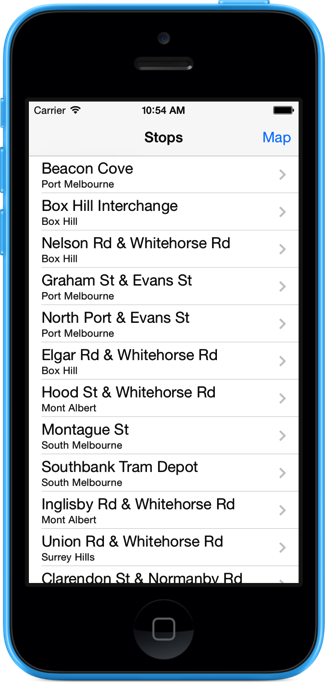 Carrier 10:54 AM
Stops Map
Beacon Cove
Port Melbourne
Box Hill Interchange
Box Hill
Nelson Rd & Whitehorse Rd
Box Hill
Graham St & Evans St
Port Melbourne
North Port & Evans St
Port Melbourne
Elgar Rd & Whitehorse Rd
Box Hill
Hood St & Whitehorse Rd
Mont Albert
Montague St
South Melbourne
Southbank Tram Depot
South Melbourne
Inglisby Rd & Whitehorse Rd
Mont Albert
Union Rd & Whitehorse Rd
Surrey Hills
Clarendon St & Normanby Rd